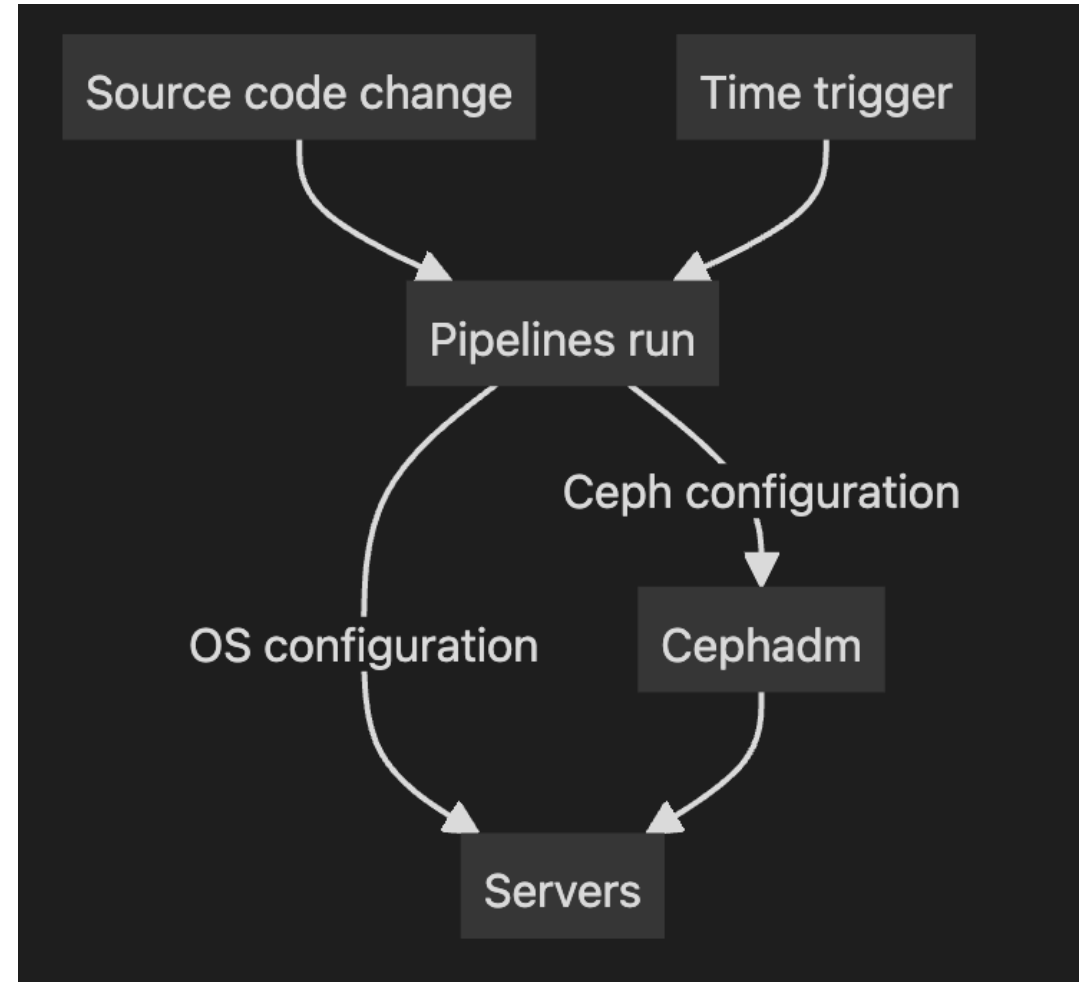 Source code change
Time trigger
Pipelines run
Ceph configuration
OS configuration
Cephadm
Servers